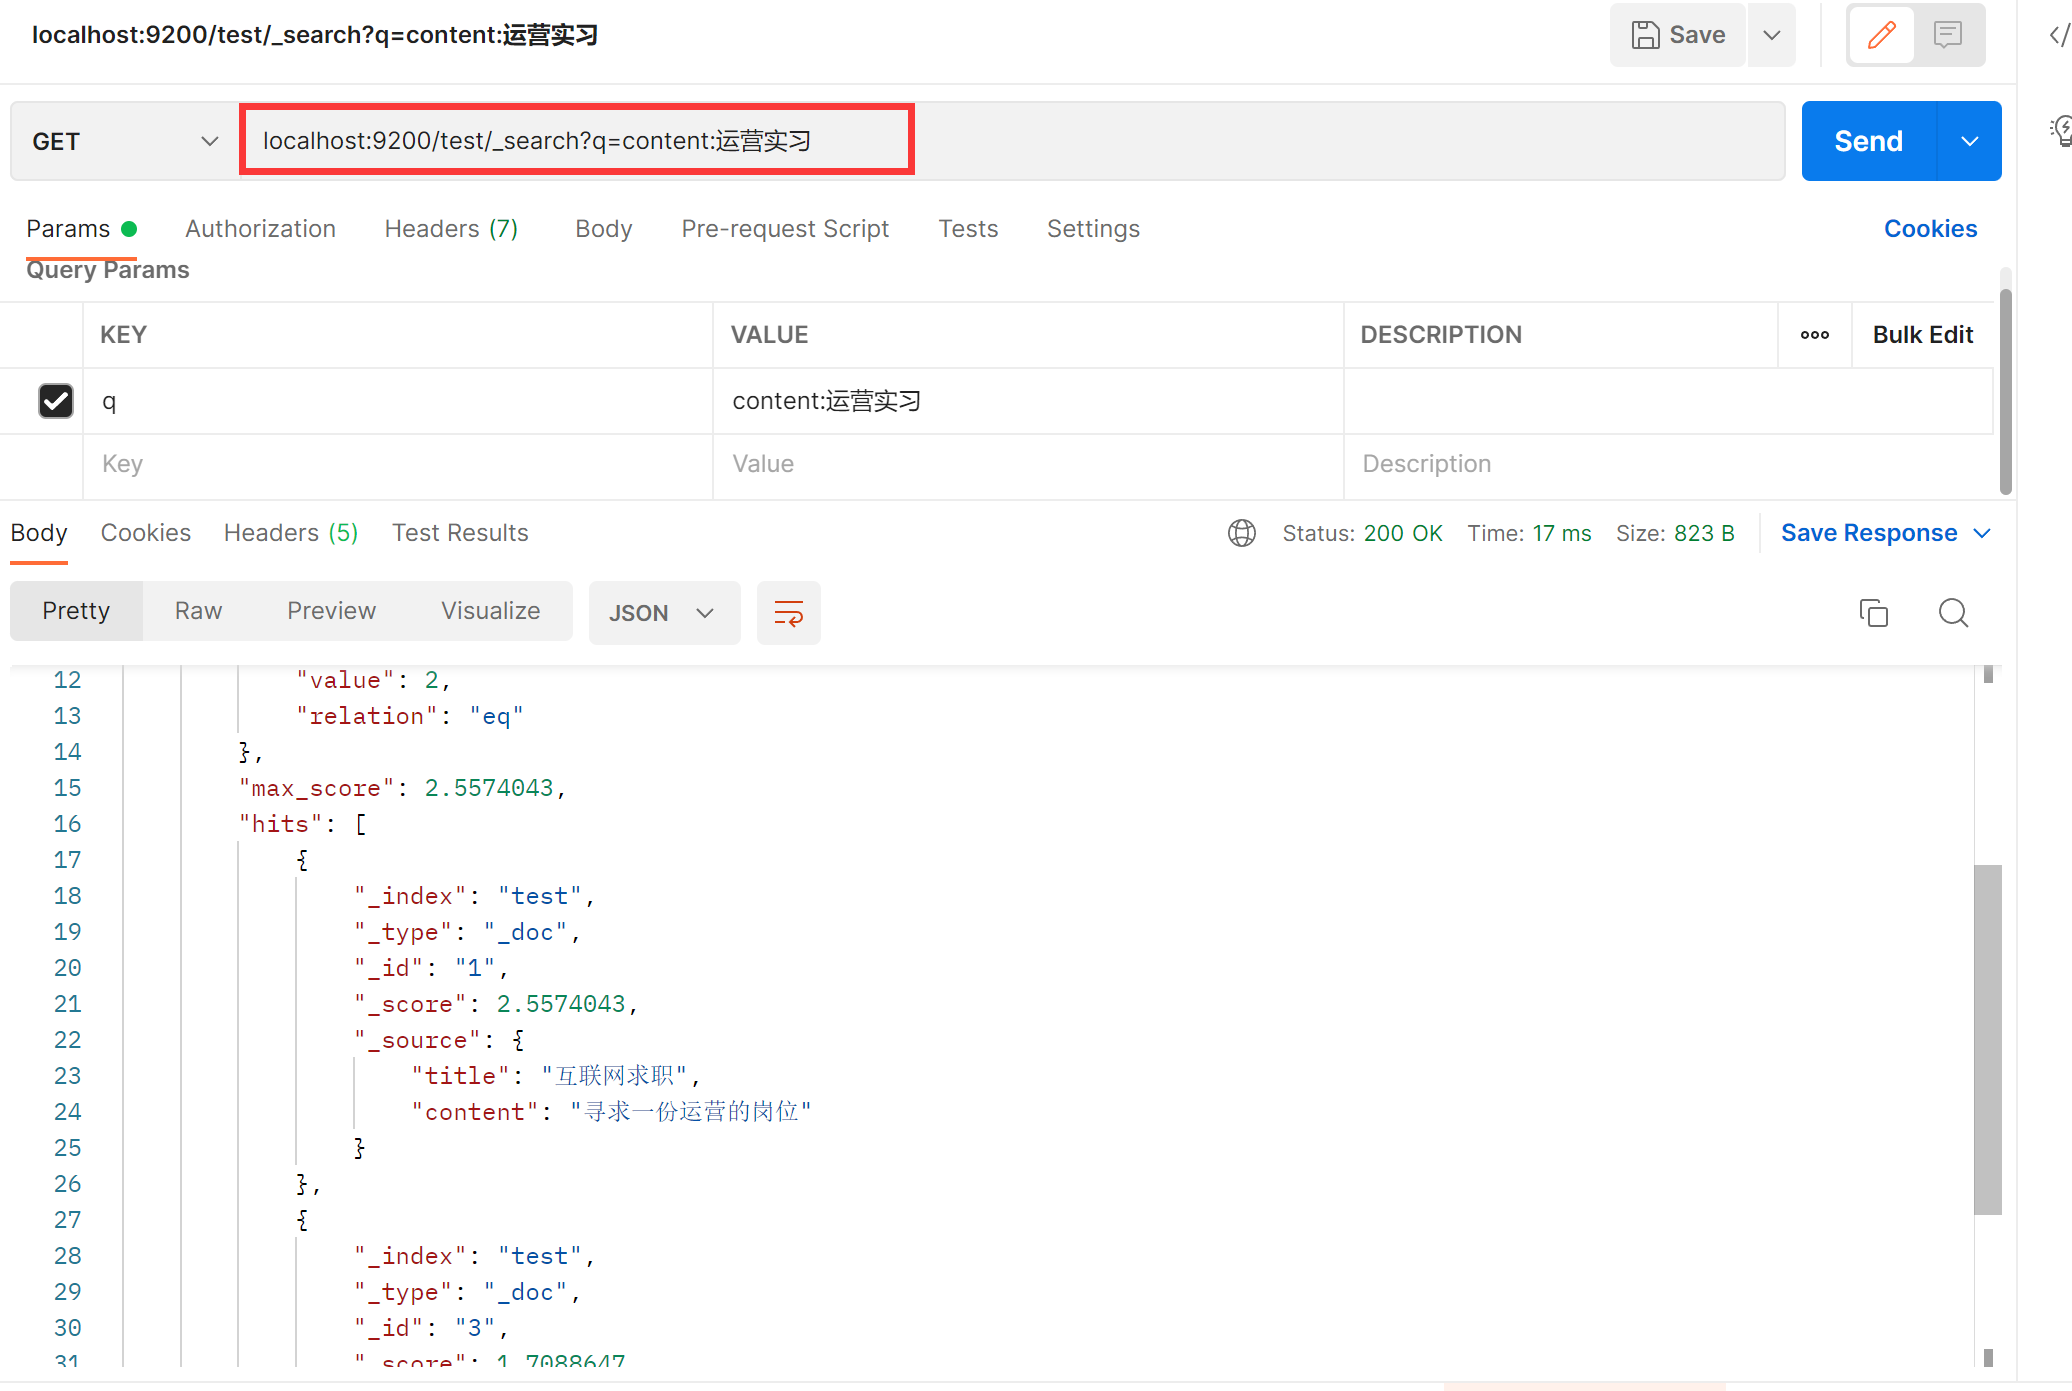 localhost:9200/test/_search?q=content:运营实习
Save
GET
localhost:9200/test/_search?q=content:运营实习
Send
Params
Authorization
Headers (7)
Body
Pre-request Script
Tests
Settings
Cookies
Query Params
KEY
VALUE
DESCRIPTION
Bulk Edit
q
content:运营实习
Key
Value
Description
Body
Cookies
Headers (5)
Test Results
Status: 200 OK
Time: 17 ms
Size: 823 B
Save Response
Pretty
Raw
Preview
Visualize
JSON
12 "value": 2,
13 "relation": "eq"
14 },
15 "max_score": 2.5574043,
16 "hits": [
17 {
18 "_index": "test",
19 "_type": "_doc",
20 "_id": "1",
21 "_score": 2.5574043,
22 "_source": {
23 "title": "互联网求职",
24 "content": "寻求一份运营的岗位"
25 }
26 },
27 {
28 "_index": "test",
29 "_type": "_doc",
30 "_id": "3",
31 "_score": 1.7088647